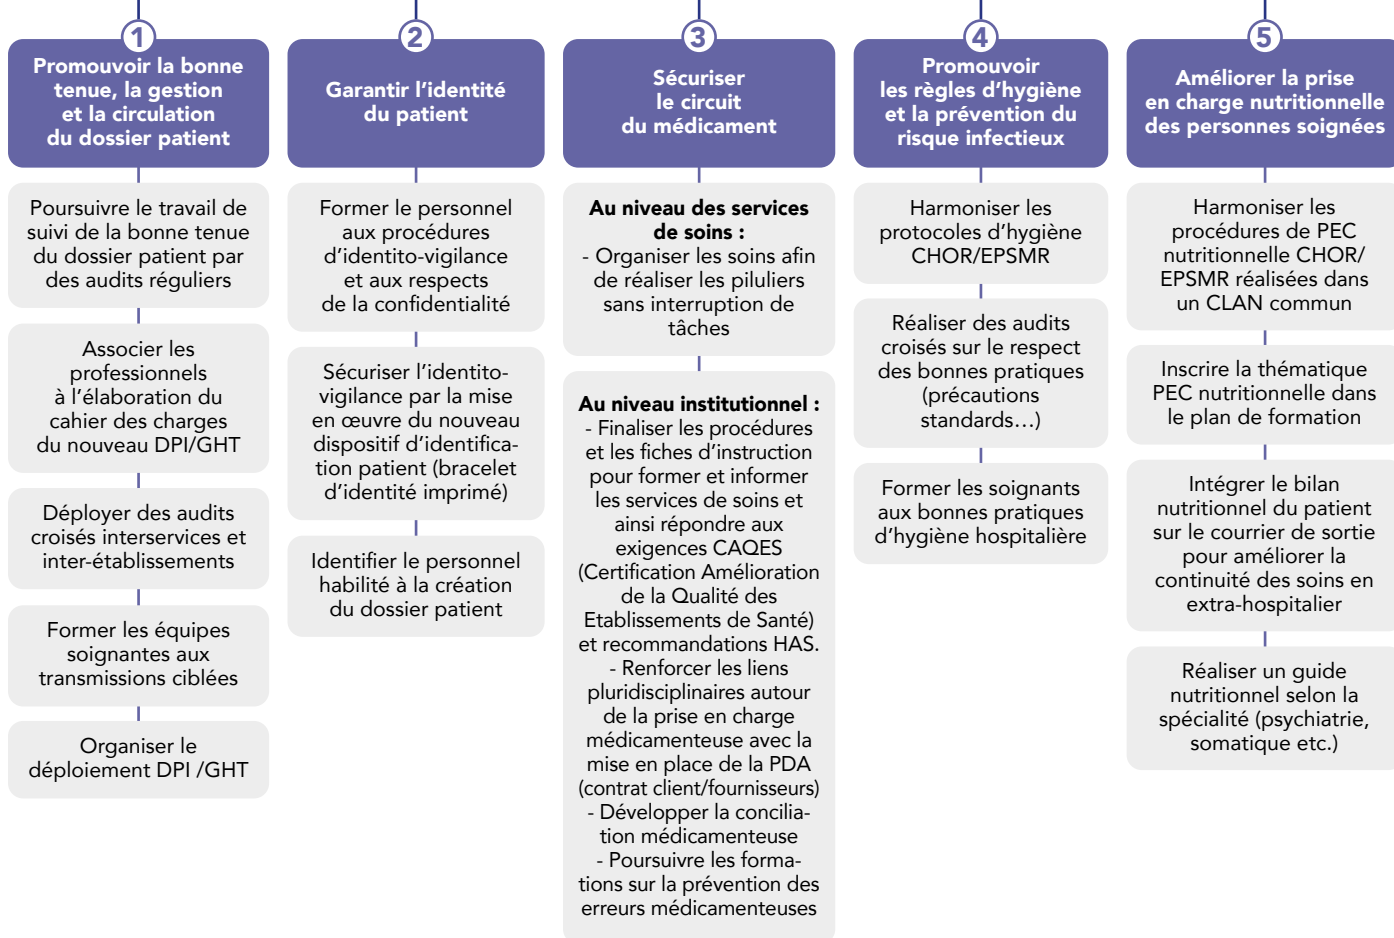 1
Promouvoir la bonne
tenue, la gestion
et la circulation
du dossier patient
Poursuivre le travail de
suivi de la bonne tenue
du dossier patient par
des audits réguliers
Associer les
professionnels
à l’élaboration du
cahier des charges
du nouveau DPI/GHT
Déployer des audits
croisés interservices et
inter-établissements
Former les équipes
soignantes aux
transmissions ciblées
Organiser le
déploiement DPI /GHT
2
Garantir l’identité
du patient
Former le personnel
aux procédures
d’identito-vigilance
et aux respects
de la confidentialité
Sécuriser l’identito-
vigilance par la mise
en œuvre du nouveau
dispositif d’identifica-
tion patient (bracelet
d’identité imprimé)
Identifier le personnel
habilité à la création
du dossier patient
3
Sécuriser
le circuit
du médicament
Au niveau des services
de soins :
- Organiser les soins afin
de réaliser les piluliers
sans interruption de
tâches
Au niveau institutionnel :
- Finaliser les procédures
et les fiches d’instruction
pour former et informer
les services de soins et
ainsi répondre aux
exigences CAQES
(Certification Amélioration
de la Qualité des
Etablissements de Santé)
et recommandations HAS.
- Renforcer les liens
pluridisciplinaires autour
de la prise en charge
médicamenteuse avec la
mise en place de la PDA
(contrat client/fournisseurs)
- Développer la concilia-
tion médicamenteuse
- Poursuivre les forma-
tions sur la prévention des
erreurs médicamenteuses
4
Promouvoir
les règles d’hygiène
et la prévention du
risque infectieux
Harmoniser les
protocoles d’hygiène
CHOR/EPSMR
Réaliser des audits
croisés sur le respect
des bonnes pratiques
(précautions
standards…)
Former les soignants
aux bonnes pratiques
d’hygiène hospitalière
5
Améliorer la prise
en charge nutritionnelle
des personnes soignées
Harmoniser les
procédures de PEC
nutritionnelle CHOR/
EPSMR réalisées dans
un CLAN commun
Inscrire la thématique
PEC nutritionnelle dans
le plan de formation
Intégrer le bilan
nutritionnel du patient
sur le courrier de sortie
pour améliorer la
continuité des soins en
extra-hospitalier
Réaliser un guide
nutritionnel selon la
spécialité (psychiatrie,
somatique etc.)